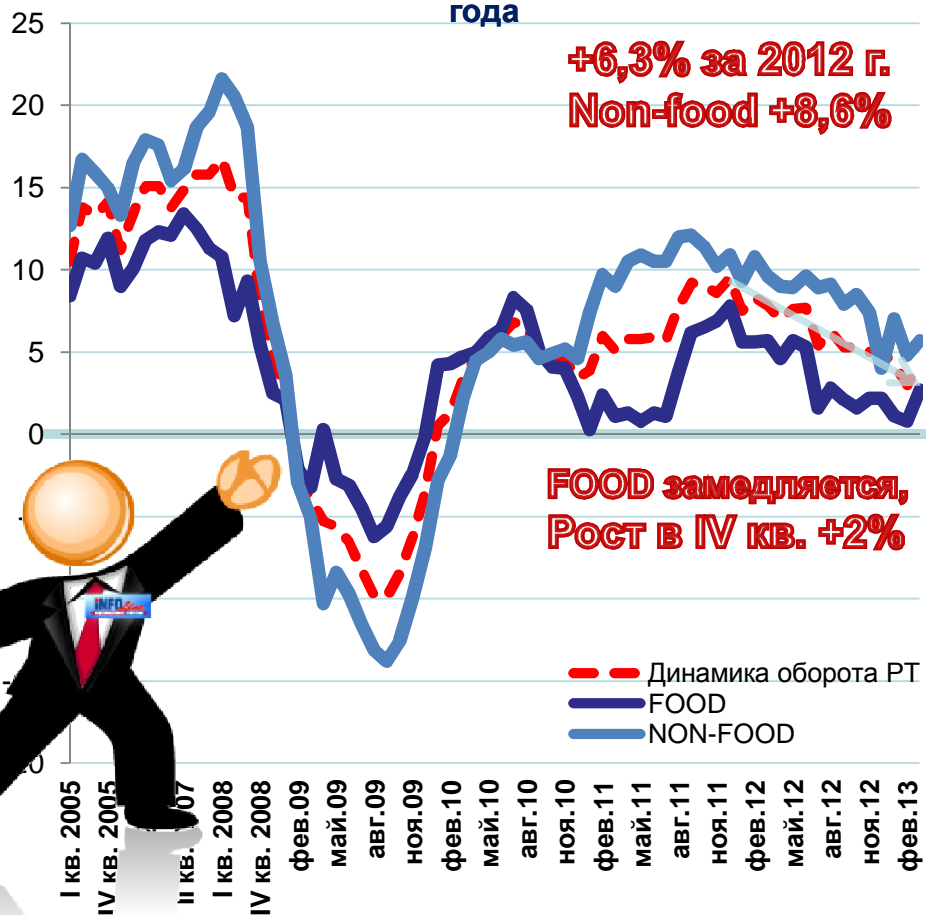 года
25
20
15
10
5
0
+6,3% за 2012 г.
Non-food +8,6%
FOOD замедляется,
Рост в IV кв. +2%
INFOLine
Динамика оборота РТ
FOOD
NON-FOOD
I кв. 2005
IV кв. 2005
II кв.
I кв. 2008
IV кв. 2008
фев.09
май.09
авг.09
ноя.09
фев.10
май.10
авг.10
ноя.10
фев.11
май.11
авг.11
ноя.11
фев.12
май.12
авг.12
ноя.12
фев.13